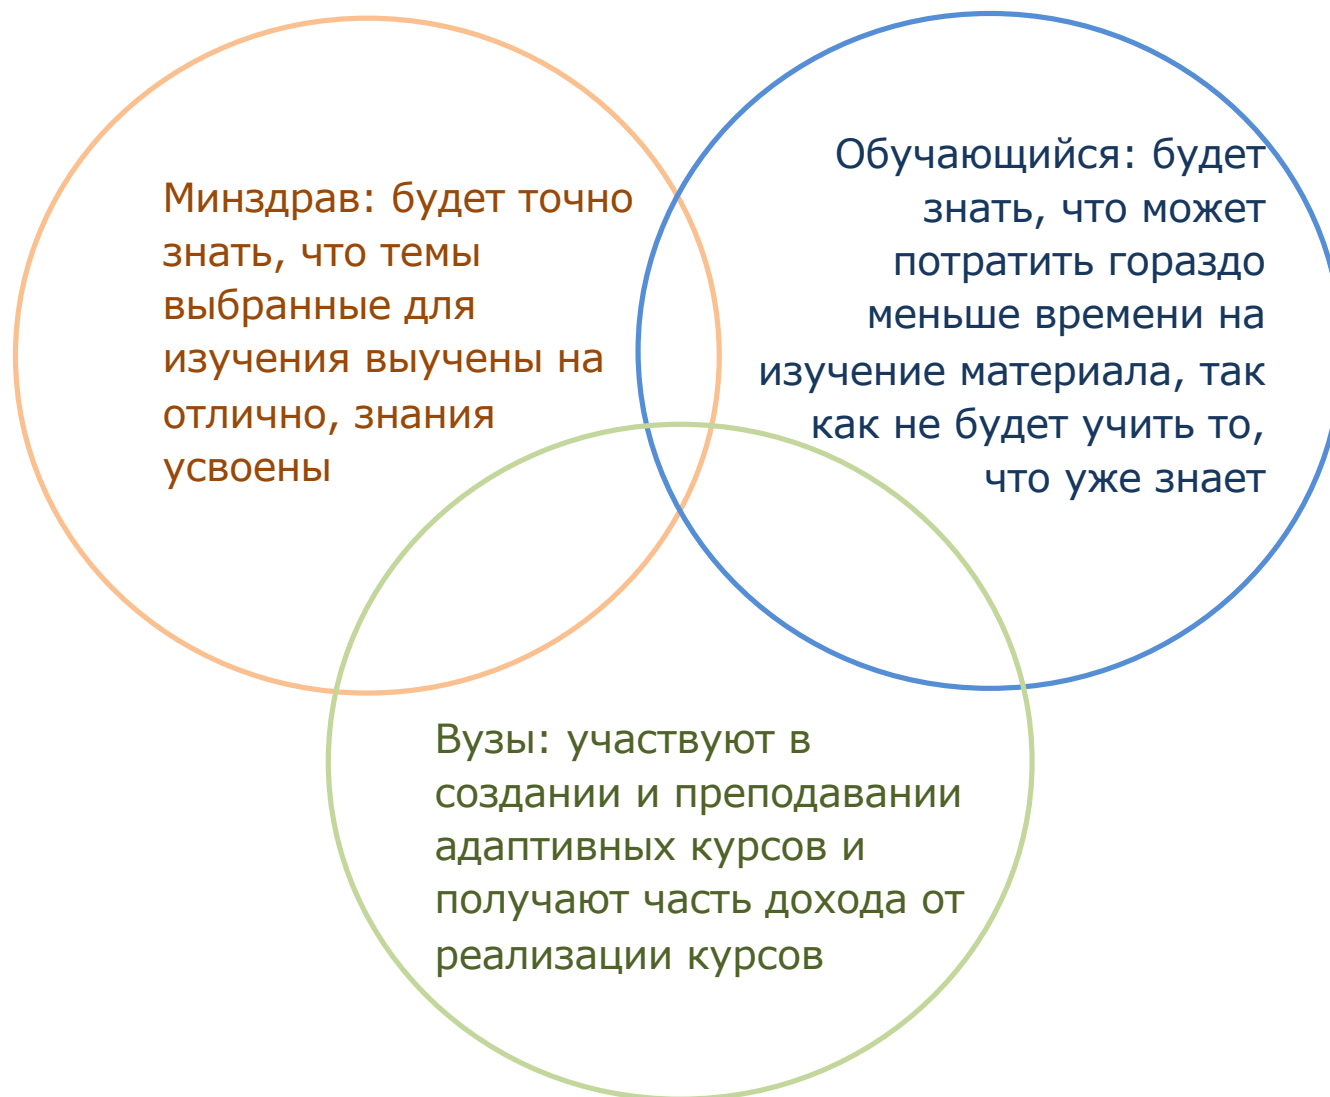 Минздрав: будет точно
знать, что темы
выбранные для
изучения выучены на
отлично, знания
усвоены
Обучающийся: будет
знать, что может
потратить гораздо
меньше времени на
изучение материала, так
как не будет учить то,
что уже знает
Вузы: участвуют в
создании и преподавании
адаптивных курсов и
получают часть дохода от
реализации курсов